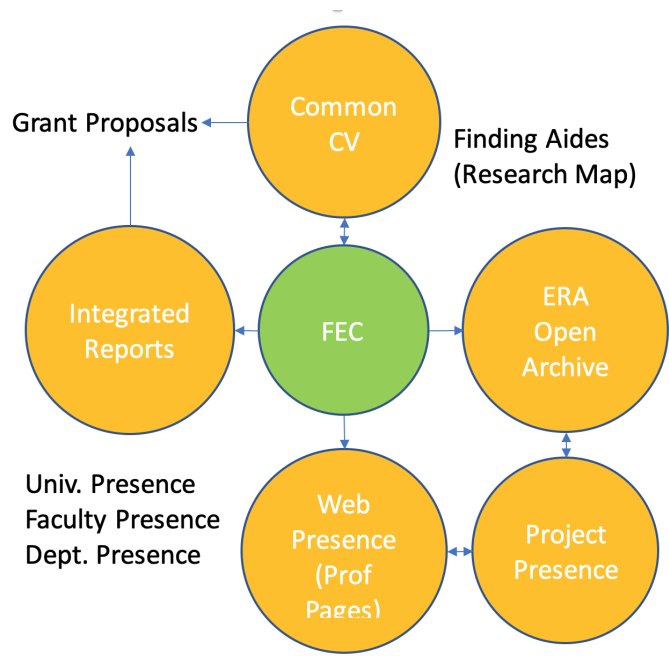 Common
CV
Grant Proposals
Finding Aides
(Research Map)
Integrated
Reports
FEC
ERA
Open
Archive
Univ. Presence
Faculty Presence
Dept. Presence
Web
Presence
(Prof
Pages)
Project
Presence